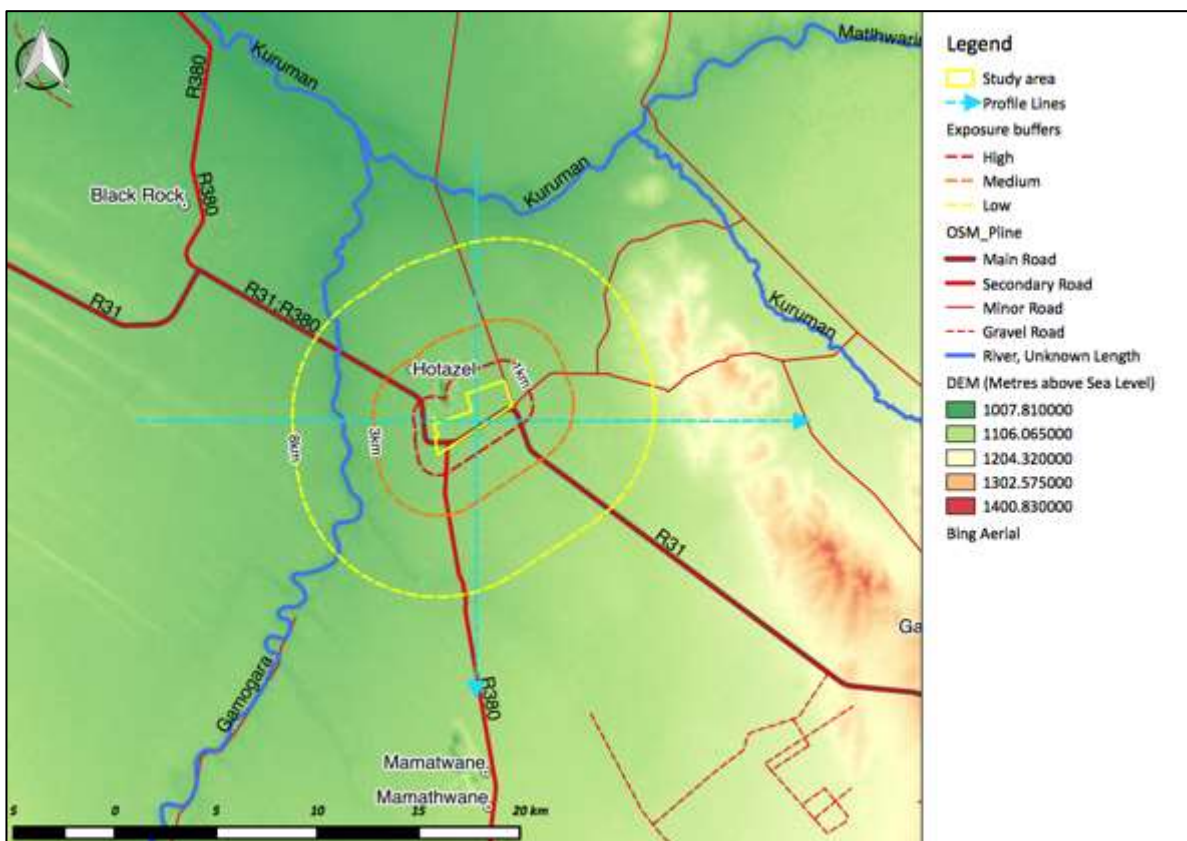 Kuruman
Matlhwarin
R380
Black Rock
R380
Kuruman
Kuruman
R31
R31,R380
Hotazel
1km
3km
8km
R31
Gamogara
R380
Ga
Mamatwane
Mamathwane
5 0 5 10 15 20 km
Legend
Study area
Profile Lines
Exposure buffers
High
Medium
Low
OSM_Pline
Main Road
Secondary Road
Minor Road
Gravel Road
River, Unknown Length
DEM (Metres above Sea Level)
1007.810000
1106.065000
1204.320000
1302.575000
1400.830000
Bing Aerial